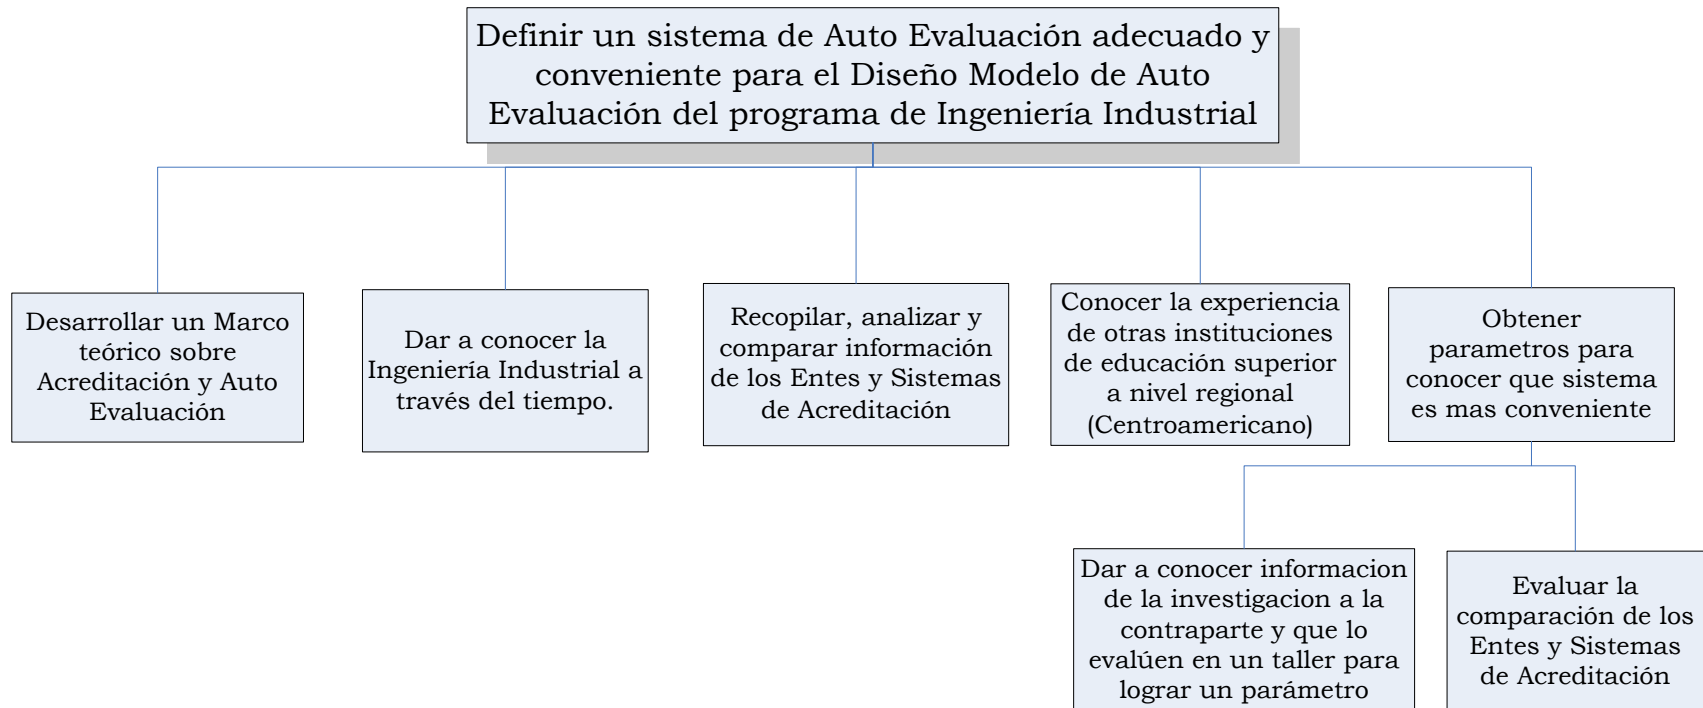 Definir un sistema de Auto Evaluación adecuado y
conveniente para el Diseño Modelo de Auto
Evaluación del programa de Ingeniería Industrial
Desarrollar un Marco
teórico sobre
Acreditación y Auto
Evaluación
Dar a conocer la
Ingeniería Industrial a
través del tiempo.
Recopilar, analizar y
comparar información
de los Entes y Sistemas
de Acreditación
Conocer la experiencia
de otras instituciones
de educación superior
a nivel regional
(Centroamericano)
Obtener
parametros para
conocer que sistema
es mas conveniente
Dar a conocer informacion
de la investigacion a la
contraparte y que lo
evalúen en un taller para
lograr un parámetro
Evaluar la
comparación de los
Entes y Sistemas
de Acreditación